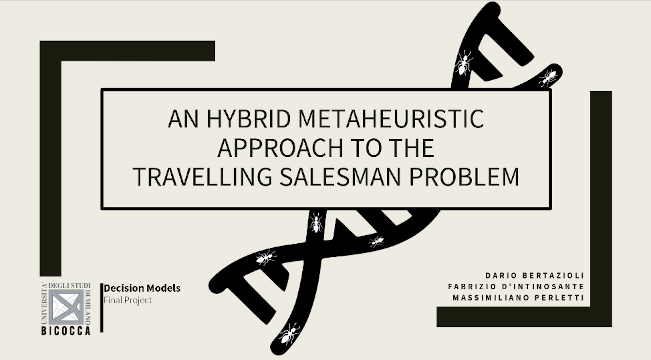 AN HYBRID METAHEURISTIC
APPROACH TO THE
TRAVELLING SALESMAN PROBLEM
UNIVERSITA'
DEGLI STUDI
DI MILANO
BICOCCA
Decision Models
Final Project
DARIO BERTAZIOLI
FABRIZIO D'INTINOSANTE
MASSIMILIANO PERLETTI